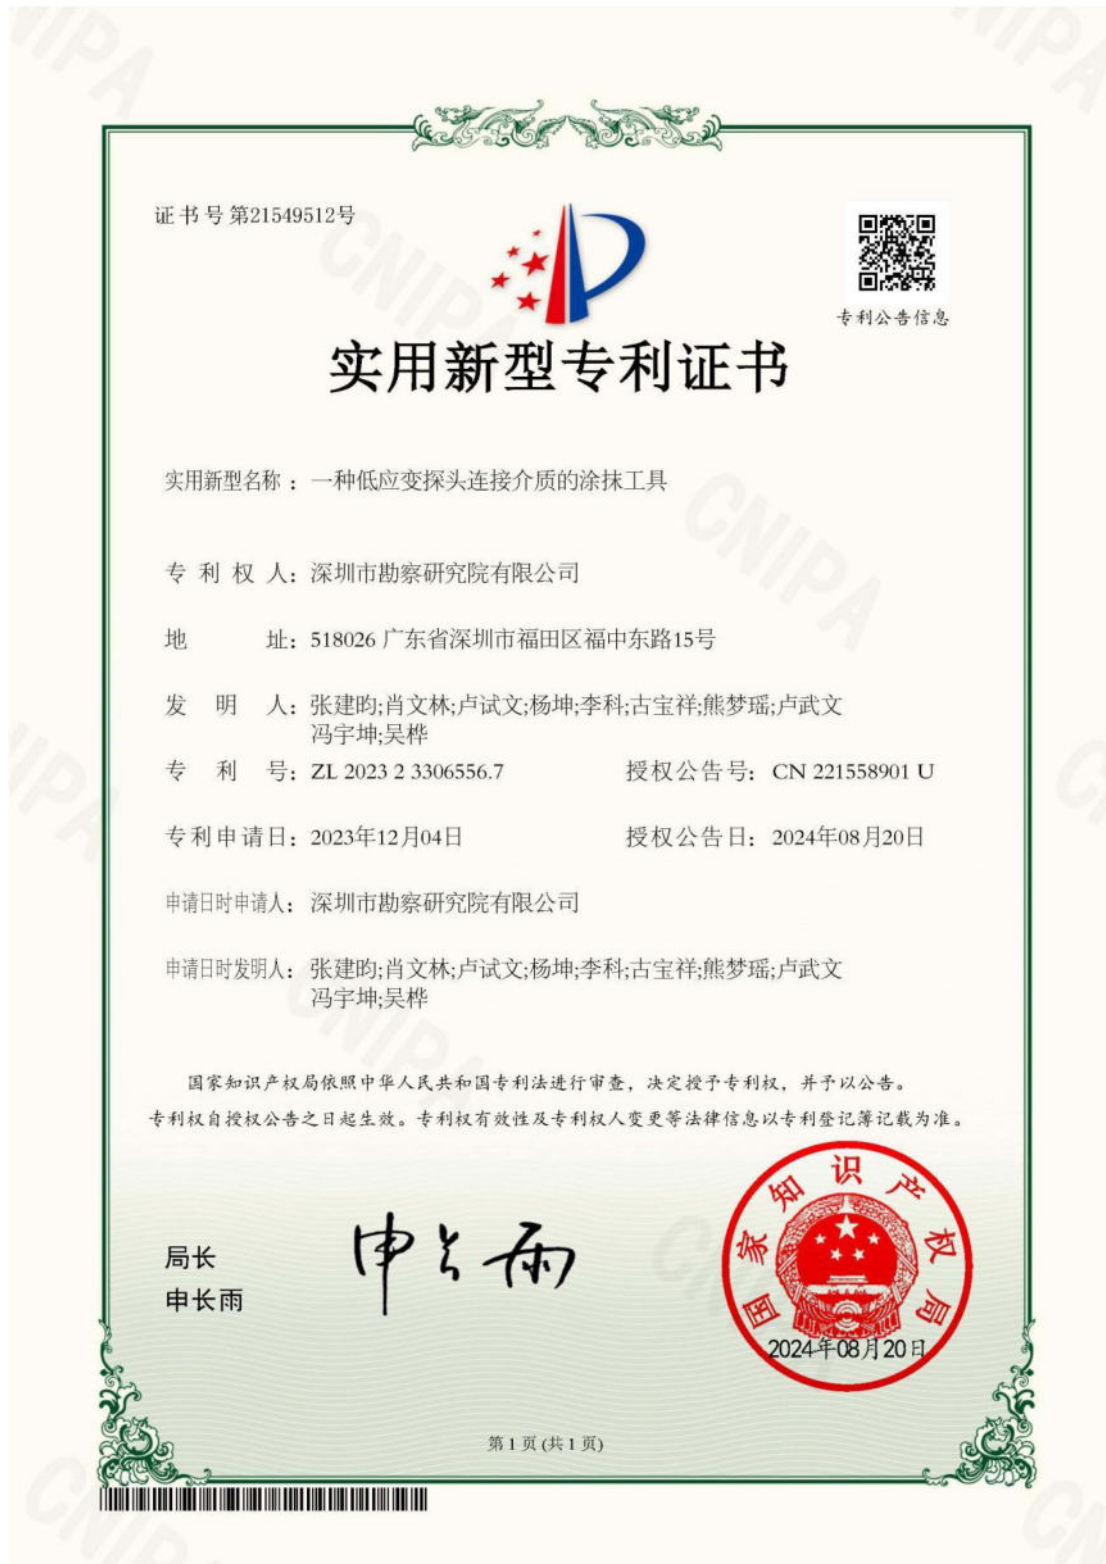 证书号第21549512号
专利公告信息
实用新型专利证书
实用新型名称：一种低应变探头连接介质的涂抹工具
专利权人：深圳市勘察研究院有限公司
地址：518026 广东省深圳市福田区福中东路15号
发明人：张建昀;肖文林;卢试文;杨坤;李科;古宝祥;熊梦瑶;卢武文
冯宇坤;吴桦
专利号：ZL 2023 2 3306556.7 授权公告号：CN 221558901 U
专利申请日：2023年12月04日 授权公告日：2024年08月20日
申请日时申请人：深圳市勘察研究院有限公司
申请日时发明人：张建昀;肖文林;卢试文;杨坤;李科;古宝祥;熊梦瑶;卢武文
冯宇坤;吴桦
国家知识产权局依照中华人民共和国专利法进行审查，决定授予专利权，并予以公告。
专利权自授权公告之日起生效。专利权有效性及专利权人变更等法律信息以专利登记簿记载为准。
局长
申长雨
申长雨
国家知识产权局
2024年08月20日
第 1 页 (共 1 页)
CNIPA